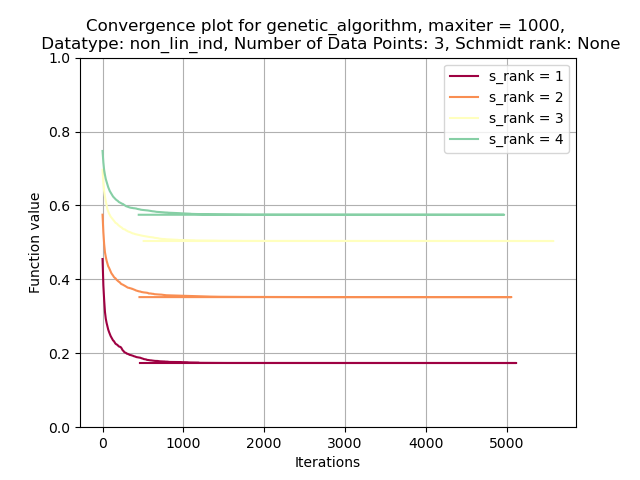 Convergence plot for genetic_algorithm, maxiter = 1000,
Datatype: non_lin_ind, Number of Data Points: 3, Schmidt rank: None
1.0
0.8
0.6
0.4
0.2
0.0
Function value
s_rank = 1
s_rank = 2
s_rank = 3
s_rank = 4
0 1000 2000 3000 4000 5000
Iterations